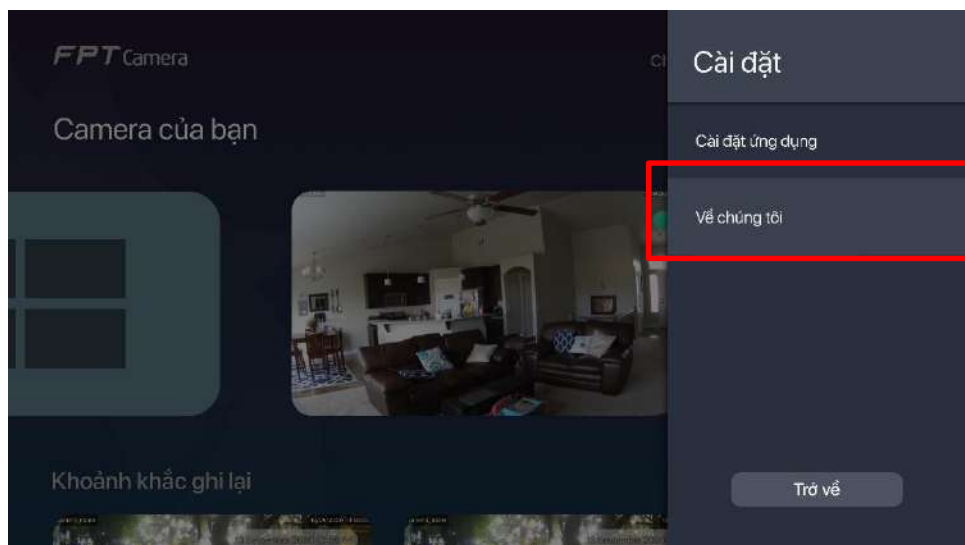 FPT Camera
Cài đặt
Camera của bạn
Cài đặt ứng dụng
Về chúng tôi
Khoảnh khắc ghi lại
Trở về